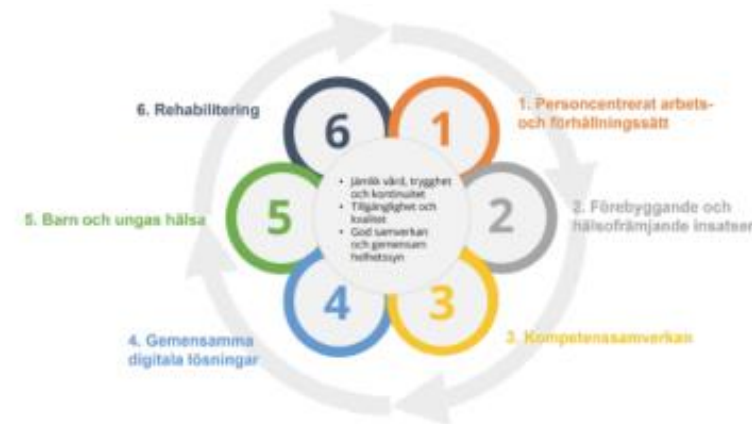 6. Rehabilitering
6
1
1. Personcentrerat arbets-
och förhållningssätt
• Jämlik vård, trygghet
och kontinuitet
• Tillgänglighet och
kvalitet
• God samverkan
och gemensam
helhetssyn
5. Barn och ungas hälsa
5
2
2. Förebyggande och
hälsofrämjande insatser
4. Gemensamma
digitala lösningar
4
3
3. Kompetenssamverkan